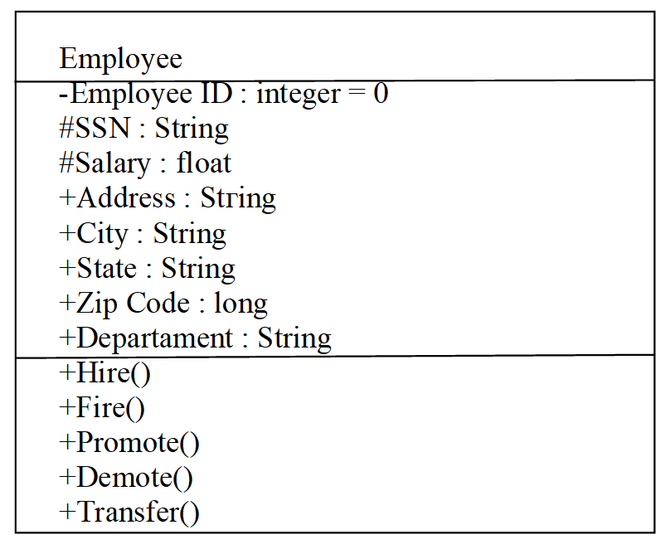 Employee
-Employee ID : integer = 0
#SSN : String
#Salary : float
+Address : String
+City : String
+State : String
+Zip Code : long
+Departament : String
+Hire()
+Fire()
+Promote()
+Demote()
+Transfer()